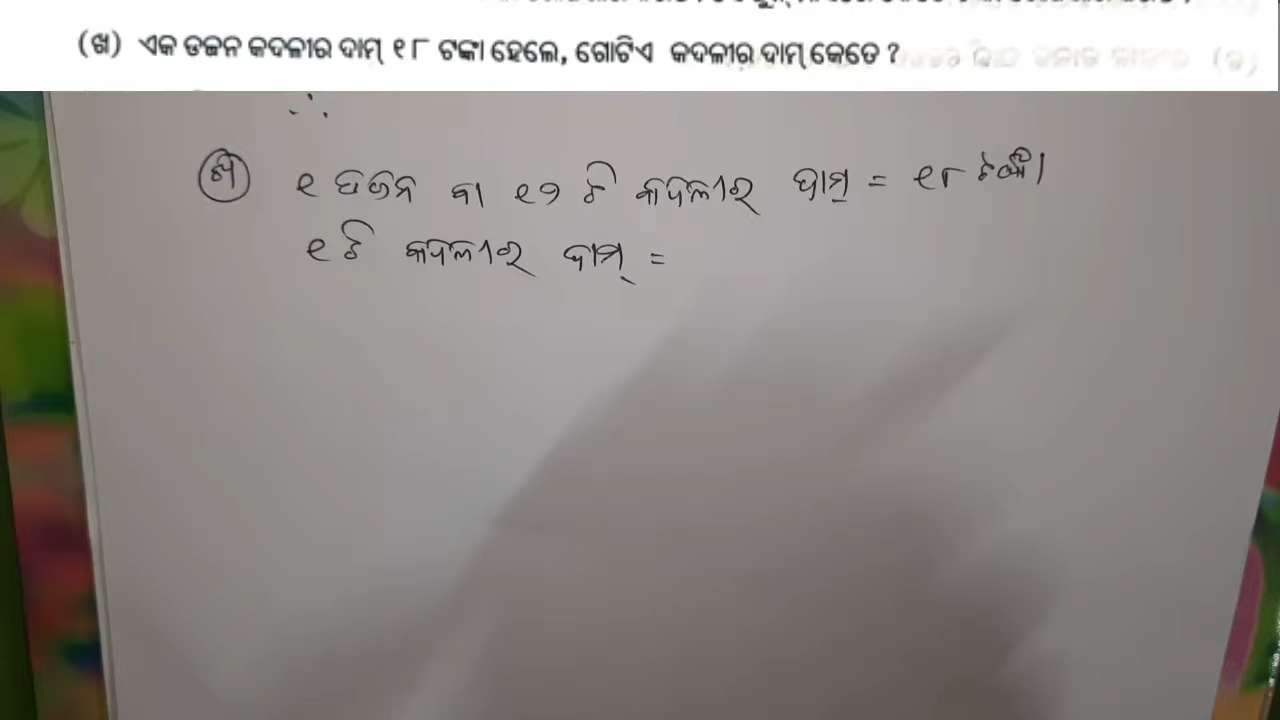 (ଖ) ଏକ ଡଜନ କଦଳୀର ଦାମ୍ ୧୮ ଟଙ୍କା ହେଲେ, ଗୋଟିଏ କଦଳୀର ଦାମ୍ କେତେ ?
∴
(ଖ) ୧ ଡଜନ ବା ୧୨ ଟି କଦଳୀର ଦାମ୍ = ୧୮ ଟଙ୍କା।
୧ ଟି କଦଳୀର ଦାମ୍ =